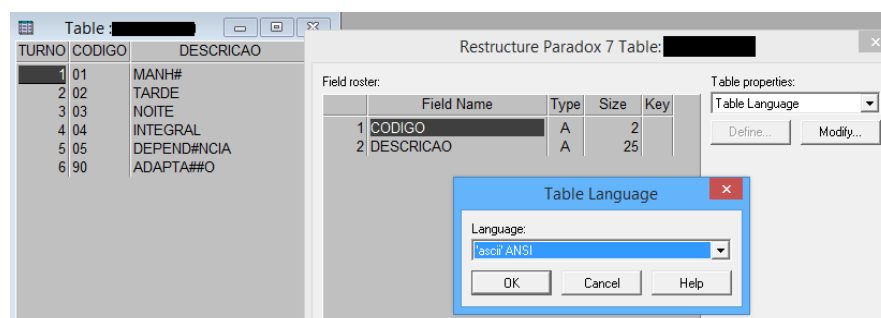 Table :
TURNO CODIGO DESCRICAO
1 01 MANH#
2 02 TARDE
3 03 NOITE
4 04 INTEGRAL
5 05 DEPEND#NCIA
6 90 ADAPTA##O
Restructure Paradox 7 Table:
Field roster:
Field Name Type Size Key
1 CODIGO A 2
2 DESCRICAO A 25
Table properties:
Table Language
Define... Modify...
Table Language
Language:
'ascii' ANSI
OK Cancel Help